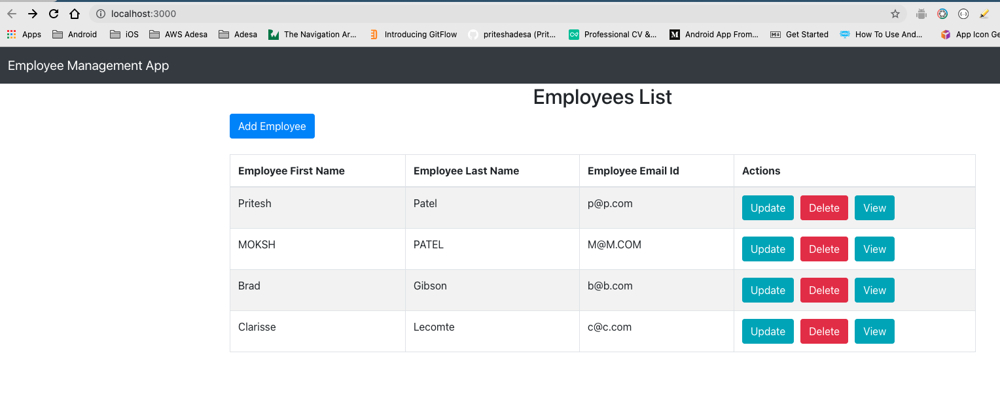 localhost:3000
Apps Android iOS AWS Adesa Adesa The Navigation Ar... Introducing GitFlow priteshadesa (Prit... Professional CV &... Android App From... Get Started How To Use And... App Icon Ge
Employee Management App
Employees List
Add Employee
Employee First Name Employee Last Name Employee Email Id Actions
Pritesh Patel p@p.com Update Delete View
MOKSH PATEL M@M.COM Update Delete View
Brad Gibson b@b.com Update Delete View
Clarisse Lecomte c@c.com Update Delete View